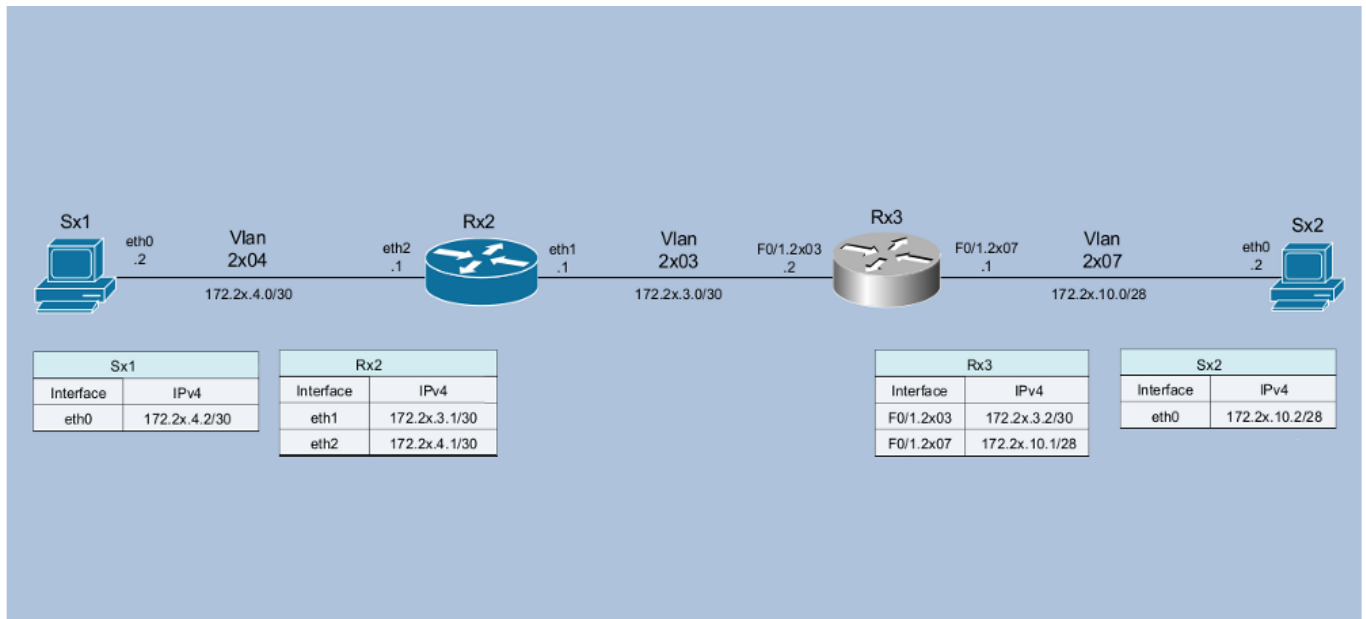 Sx1
eth0
.2
Vlan
2x04
172.2x.4.0/30
eth2
.1
Rx2
eth1
.1
Vlan
2x03
172.2x.3.0/30
F0/1.2x03
.2
Rx3
F0/1.2x07
.1
Vlan
2x07
172.2x.10.0/28
eth0
.2
Sx2
Sx1
Interface IPv4
eth0 172.2x.4.2/30
Rx2
Interface IPv4
eth1 172.2x.3.1/30
eth2 172.2x.4.1/30
Rx3
Interface IPv4
F0/1.2x03 172.2x.3.2/30
F0/1.2x07 172.2x.10.1/28
Sx2
Interface IPv4
eth0 172.2x.10.2/28